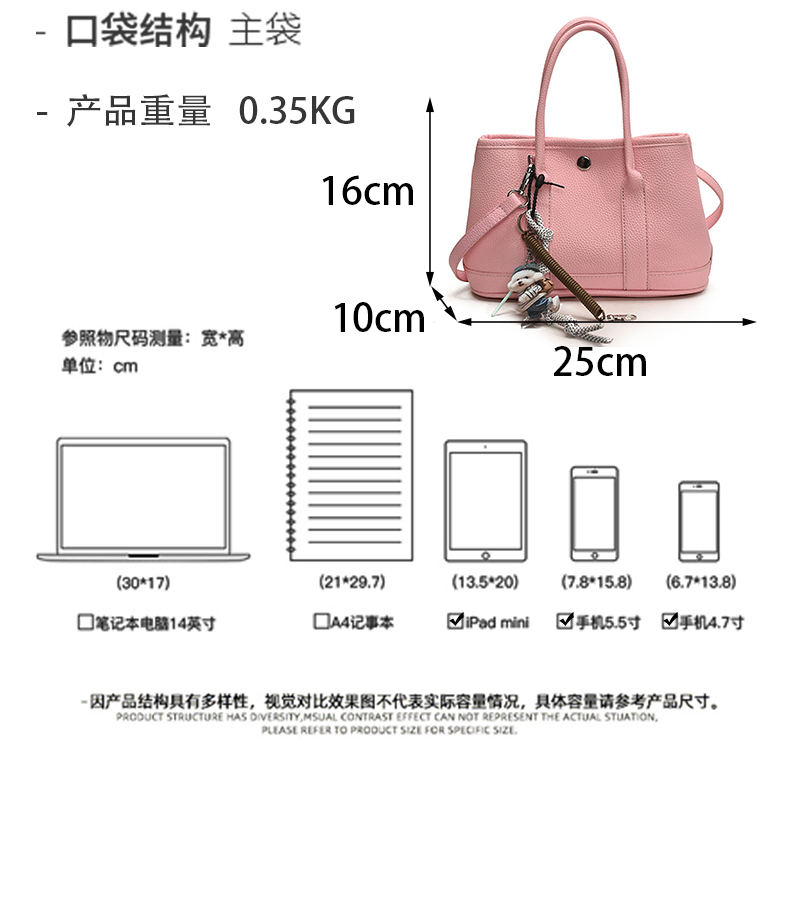 - 口袋结构 主袋
- 产品重量 0.35KG
16cm
10cm
25cm
参照物尺码测量：宽*高
单位：cm
(30*17)
(21*29.7)
(13.5*20)
(7.8*15.8)
(6.7*13.8)
笔记本电脑14英寸
A4记事本
iPad mini
手机5.5寸
手机4.7寸
-因产品结构具有多样性，视觉对比效果图不代表实际容量情况，具体容量请参考产品尺寸。
PRODUCT STRUCTURE HAS DIVERSITY,MSUAL CONTRAST EFFECT CAN NOT REPRESENT THE ACTUAL STUATION,
PLEASE REFER TO PRODUCT SIZE FOR SPECIFIC SIZE.